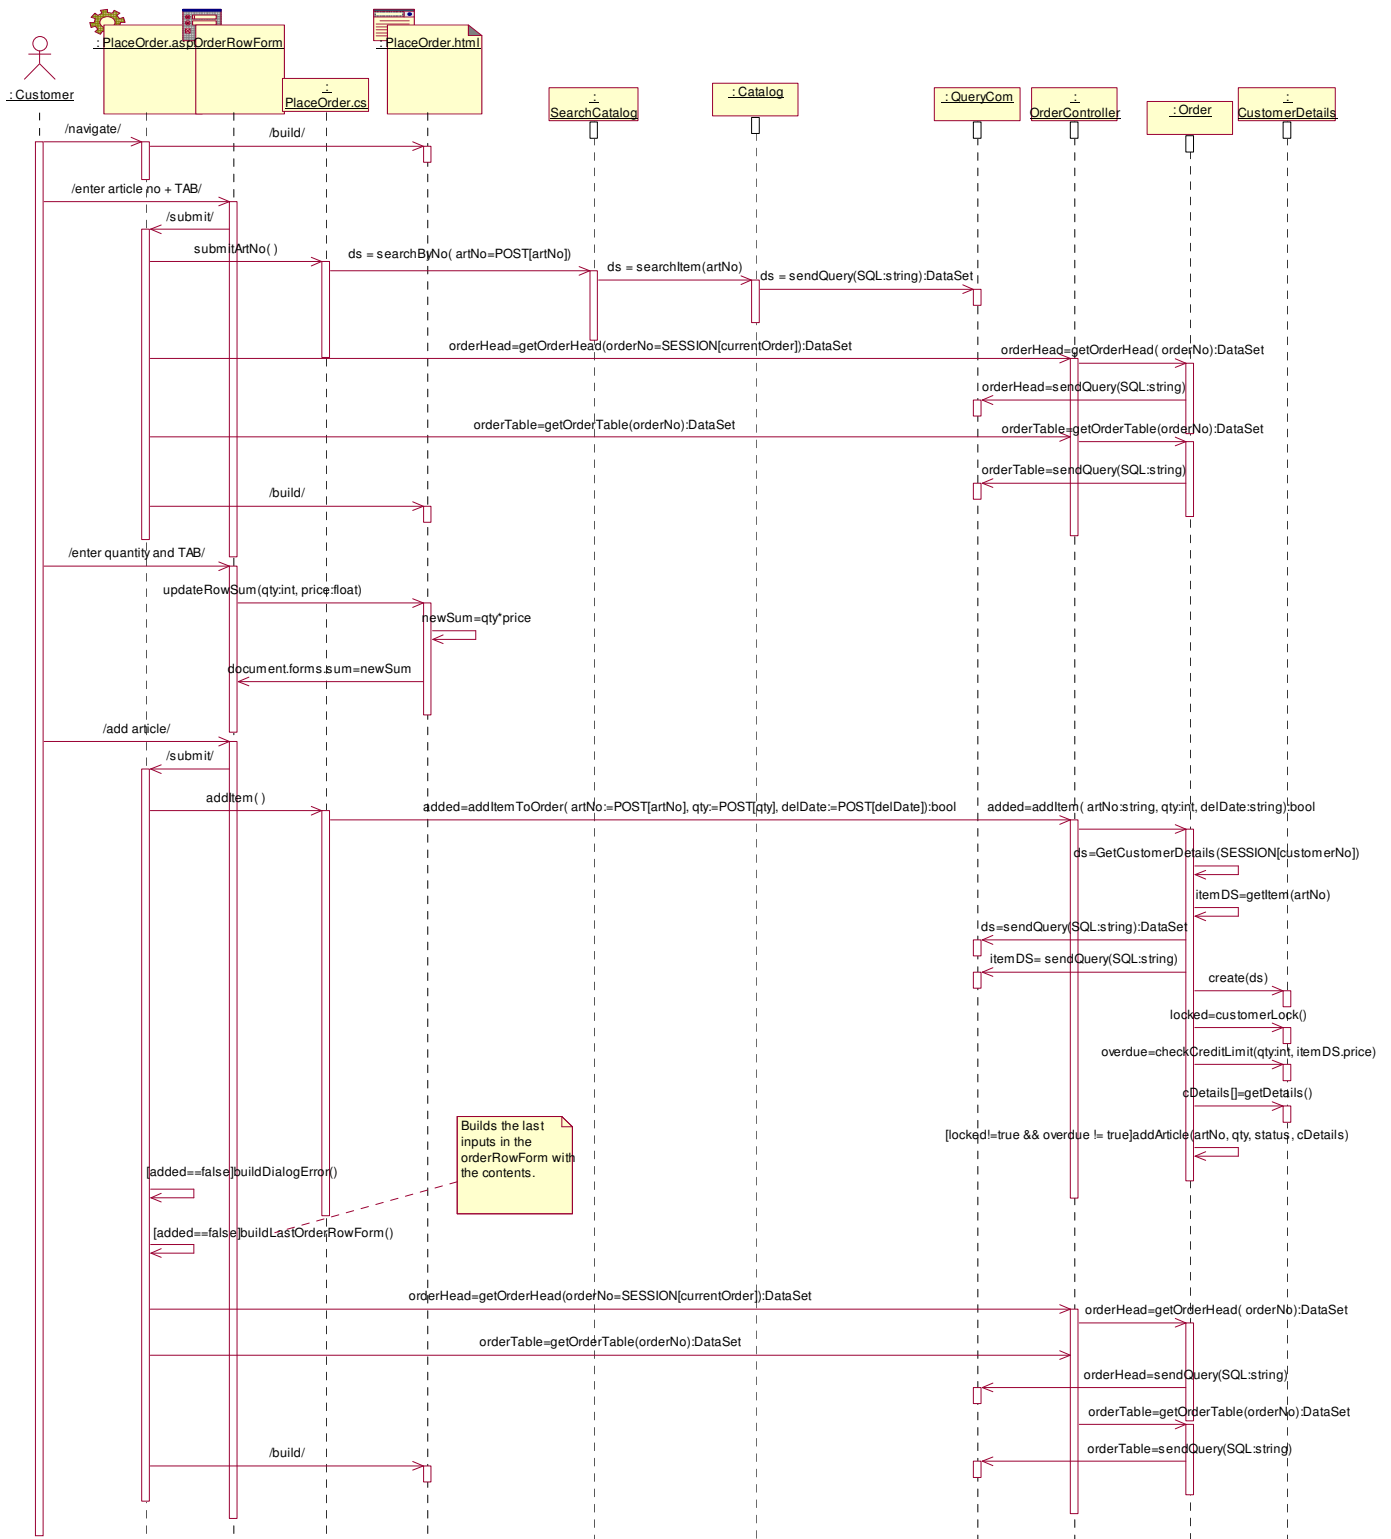 : PlaceOrder.asp
OrderRowForm
: PlaceOrder.html
: Customer
:
PlaceOrder.cs
:
SearchCatalog
: Catalog
: QueryCom
:
OrderController
: Order
:
CustomerDetails
/navigate/
/build/
/enter article no + TAB/
/submit/
submitArtNo( )
ds = searchByNo( artNo=POST[artNo])
ds = searchItem(artNo)
ds = sendQuery(SQL:string):DataSet
orderHead=getOrderHead(orderNo=SESSION[currentOrder]):DataSet
orderHead=getOrderHead( orderNo):DataSet
orderHead=sendQuery(SQL:string)
orderTable=getOrderTable(orderNo):DataSet
orderTable=getOrderTable(orderNo):DataSet
orderTable=sendQuery(SQL:string)
/build/
/enter quantity and TAB/
updateRowSum(qty:int, price:float)
newSum=qty*price
document.forms.sum=newSum
/add article/
/submit/
addItem( )
added=addItemToOrder( artNo:=POST[artNo], qty:=POST[qty], delDate:=POST[delDate]):bool
added=addItem( artNo:string, qty:int, delDate:string):bool
ds=GetCustomerDetails(SESSION[customerNo])
itemDS=getItem(artNo)
ds=sendQuery(SQL:string):DataSet
itemDS= sendQuery(SQL:string)
create(ds)
locked=customerLock()
overdue=checkCreditLimit(qty:int, itemDS.price)
cDetails[]=getDetails()
[locked!=true && overdue != true]addArticle(artNo, qty, status, cDetails)
Builds the last
inputs in the
orderRowForm with
the contents.
[added==false]buildDialogError()
[added==false]buildLastOrderRowForm()
orderHead=getOrderHead(orderNo=SESSION[currentOrder]):DataSet
orderHead=getOrderHead( orderNo):DataSet
orderTable=getOrderTable(orderNo):DataSet
orderHead=sendQuery(SQL:string)
orderTable=getOrderTable(orderNo):DataSet
/build/
orderTable=sendQuery(SQL:string)